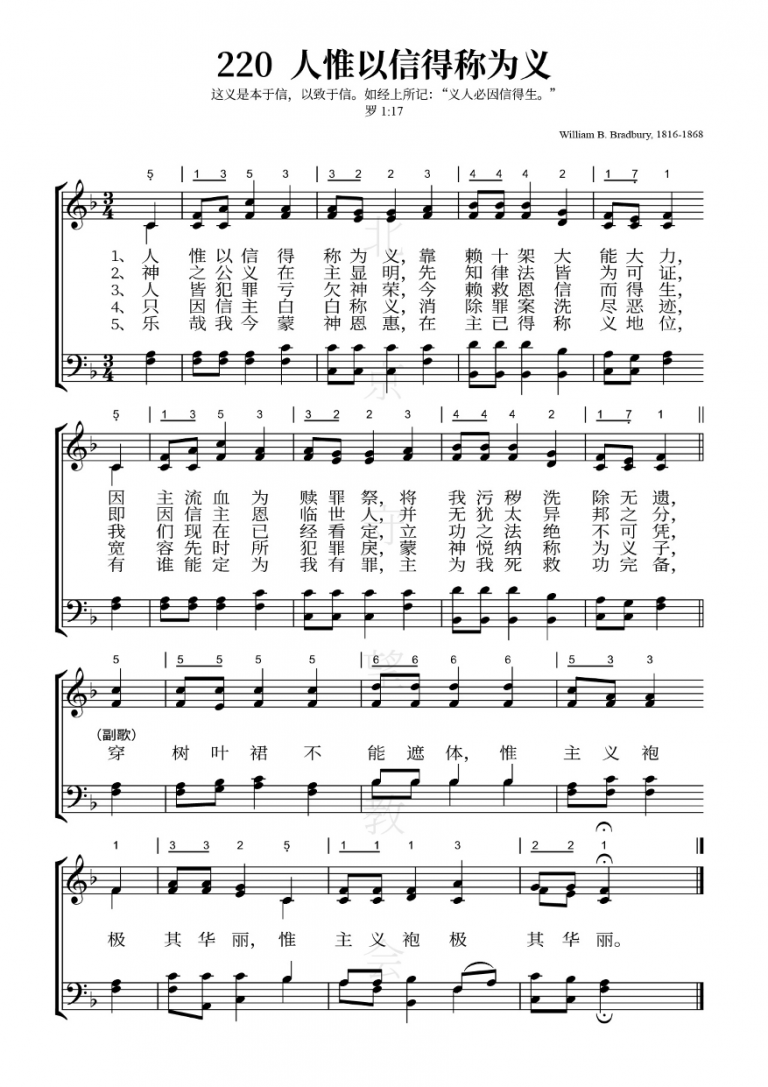 220 人惟以信得称为义
这义是本于信，以致于信。如经上所记：“义人必因信得生。”
罗 1:17
William B. Bradbury, 1816-1868
5 1 3 5 3 3 2 2 3 4 4 4 2 1 7 1
1、人 惟以信得 称为义，靠 赖十架大 能大力，
2、神 之公义在 主显明，先 知律法皆 为可证，
3、人 皆犯罪亏 欠神荣，今 赖救恩信 而得生，
4、只 因信主白 白称义，消 除罪案洗 尽恶迹，
5、乐 哉我今蒙 神恩惠，在 主已得称 义地位，
5 1 3 5 3 3 2 2 3 4 4 4 2 1 7 1
因 主流血为 赎罪祭，将 我污秽洗 除无遗，
即 因信主恩 临世人，并 无犹太异 邦之分，
我 们现在已 经看定，立 功之法绝 不可凭，
宽 容先时所 犯罪戾，蒙 神悦纳称 为义子，
有 谁能定为 我有罪，主 为我死救 功完备，
5 5 5 5 5 6 6 6 6 5 3 3
（副歌）
穿 树叶裙不 能遮体，惟 主义袍
1 3 3 2 5 1 1 1 3 2 2 1
极 其华丽，惟 主义袍极 其华丽。
北京守望教会